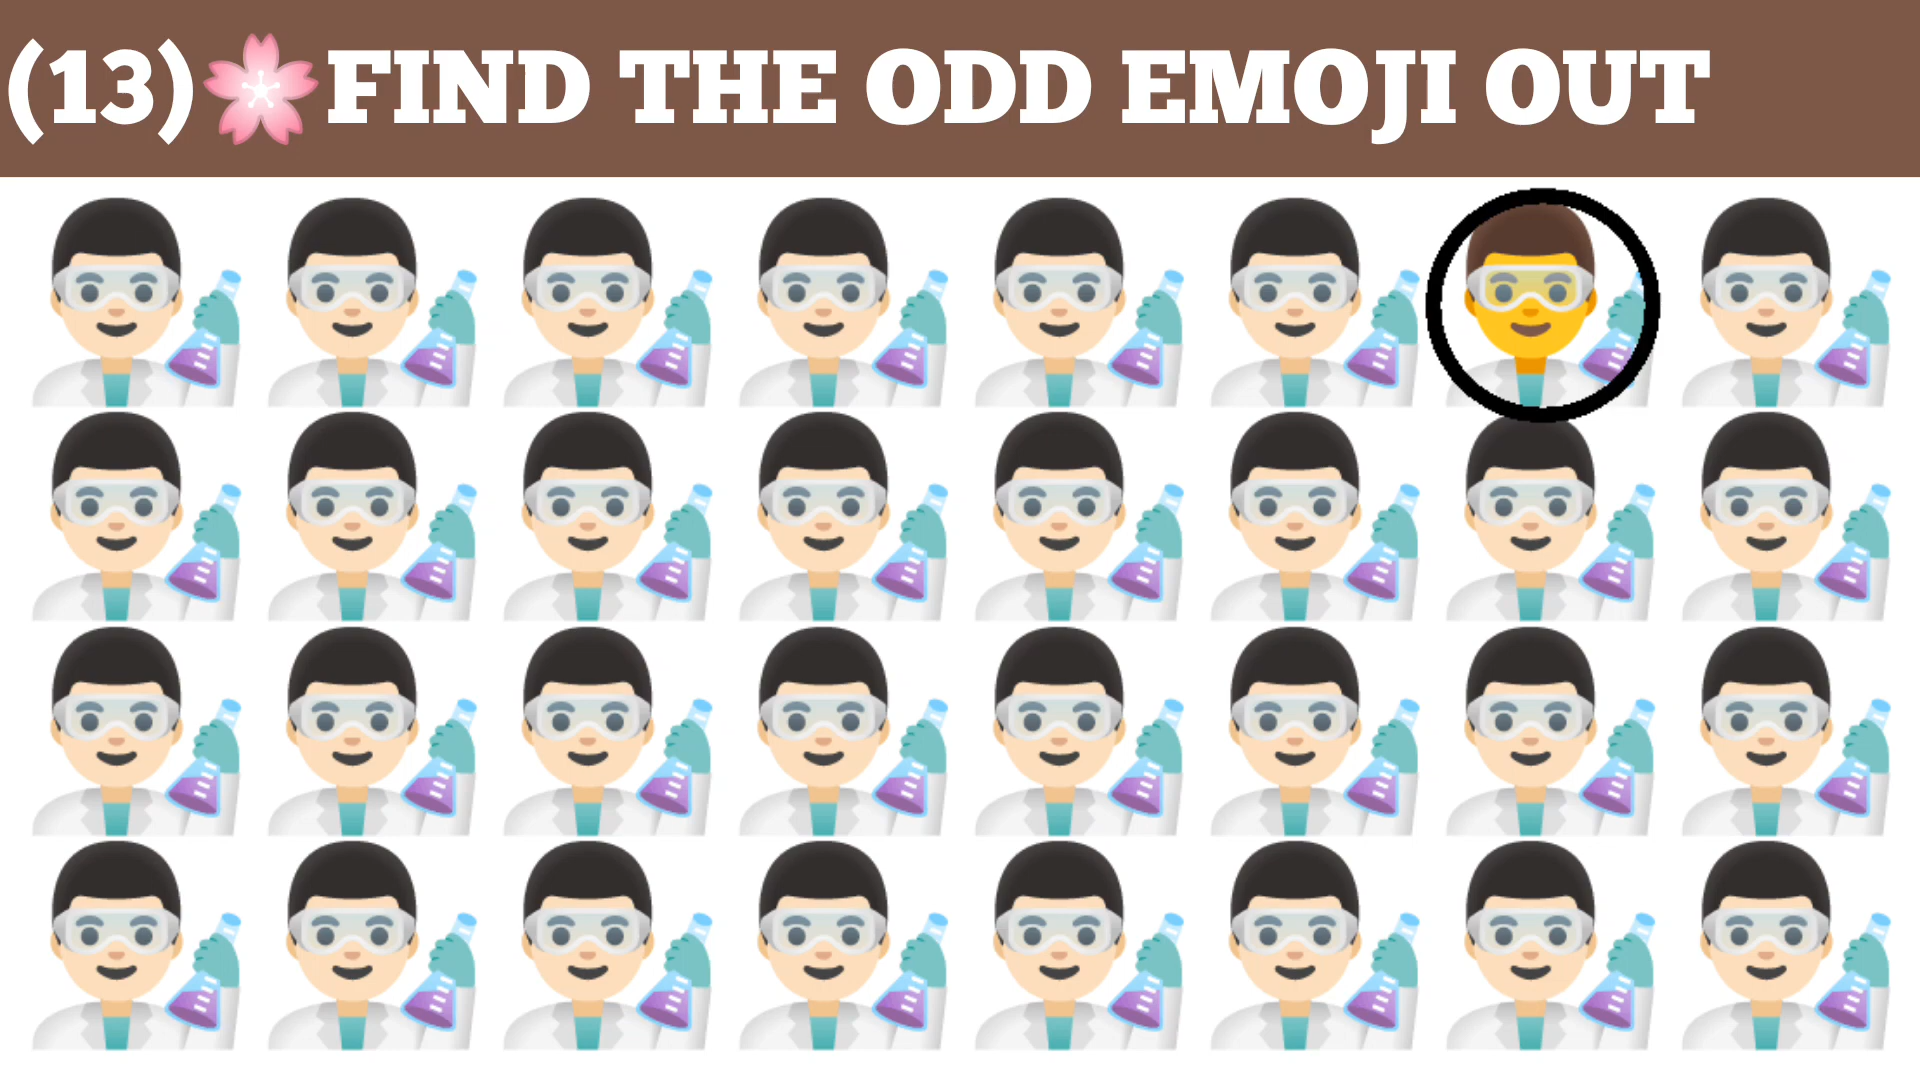 (13)🌸FIND THE ODD EMOJI OUT